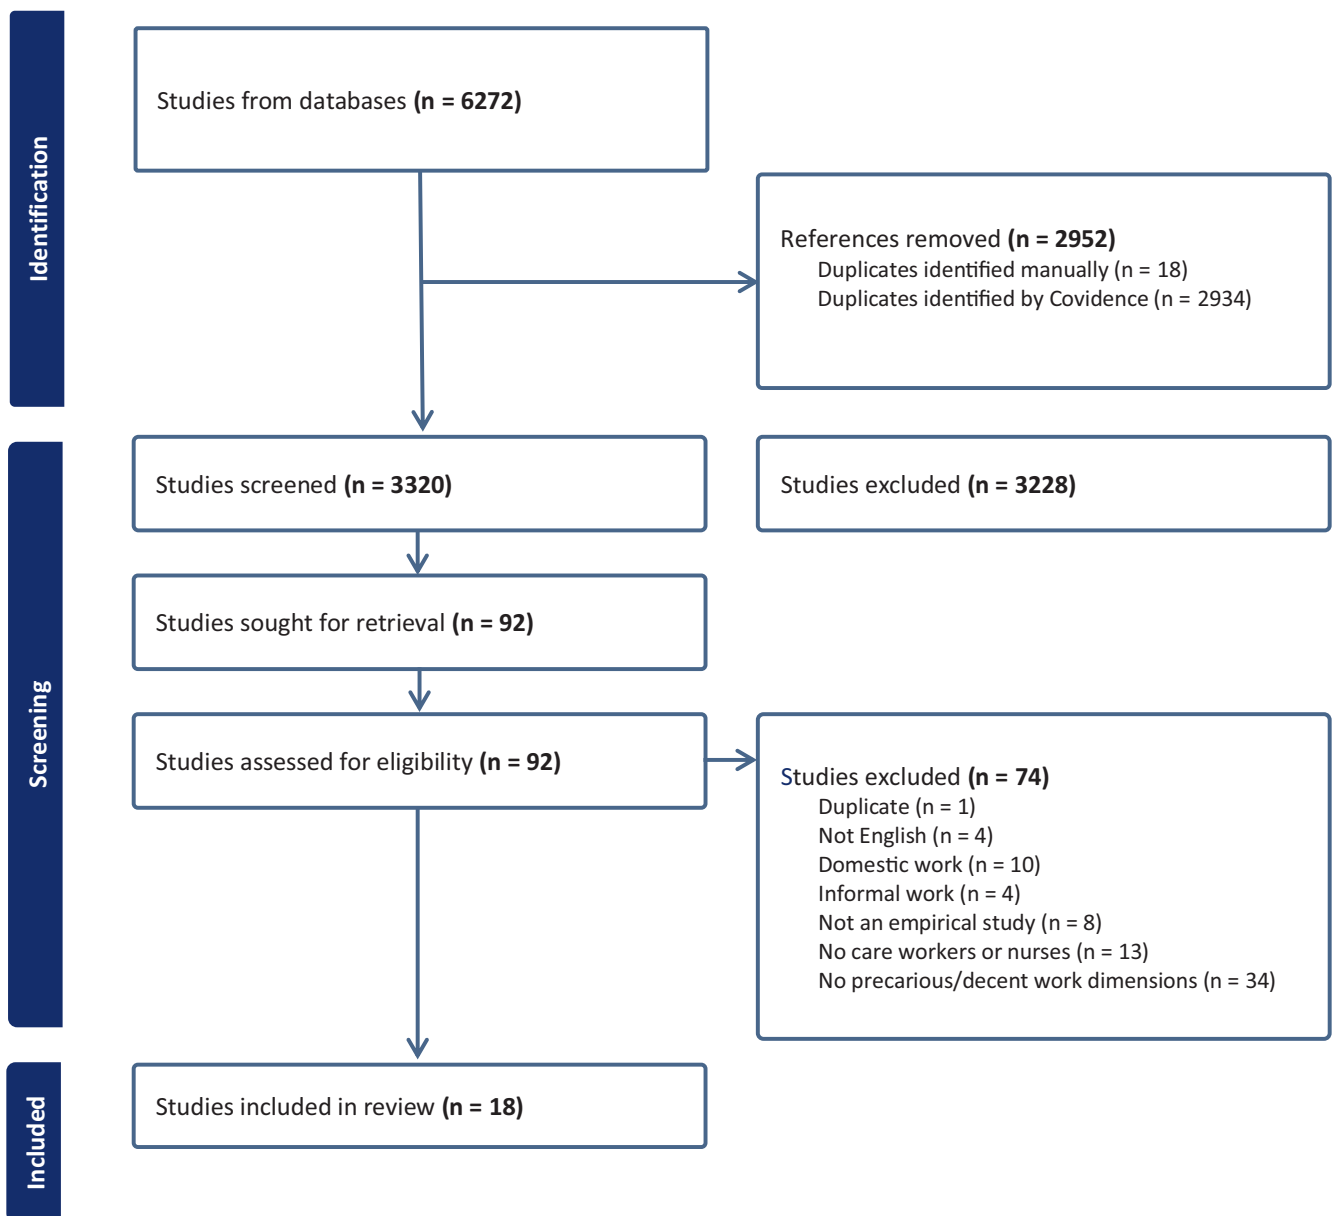 Identification
Studies from databases (n = 6272)
References removed (n = 2952)
Duplicates identified manually (n = 18)
Duplicates identified by Covidence (n = 2934)
Screening
Studies screened (n = 3320)
Studies excluded (n = 3228)
Studies sought for retrieval (n = 92)
Studies assessed for eligibility (n = 92)
Studies excluded (n = 74)
Duplicate (n = 1)
Not English (n = 4)
Domestic work (n = 10)
Informal work (n = 4)
Not an empirical study (n = 8)
No care workers or nurses (n = 13)
No precarious/decent work dimensions (n = 34)
Included
Studies included in review (n = 18)